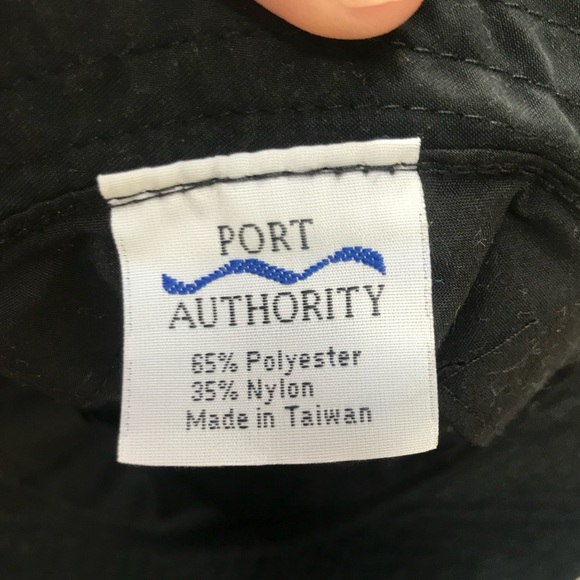 PORT
AUTHORITY
65% Polyester
35% Nylon
Made in Taiwan